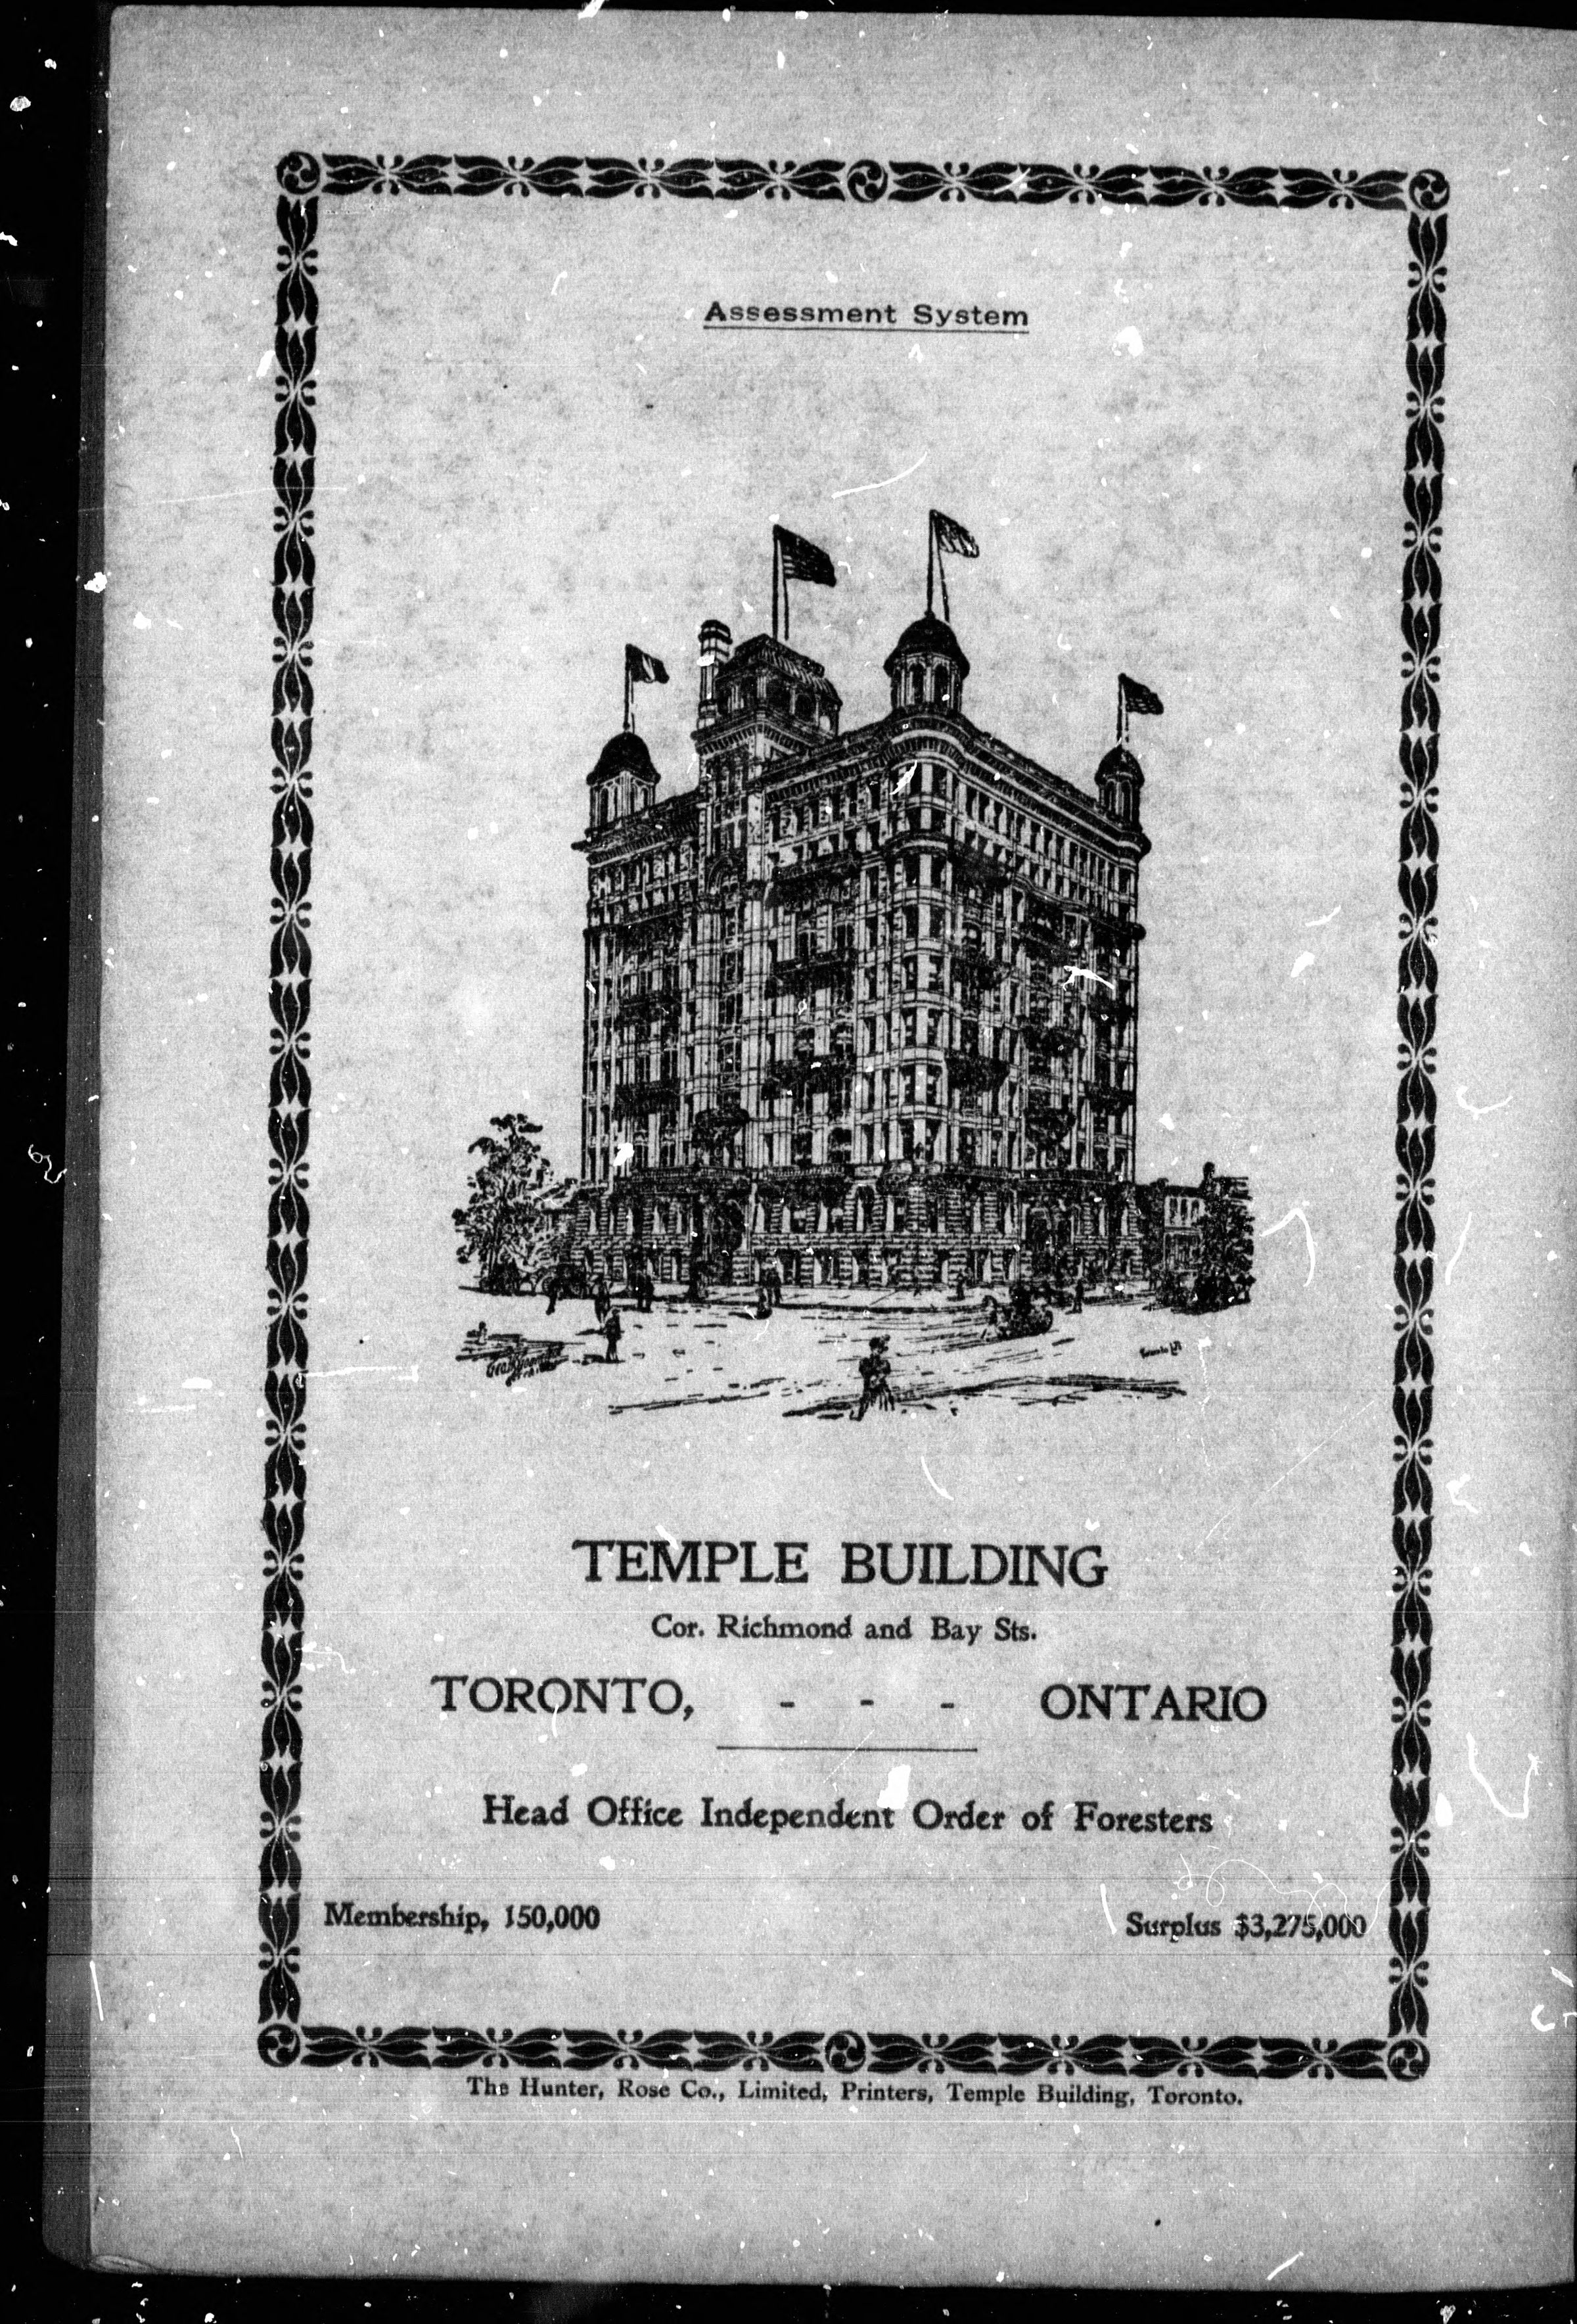 Assessment System
TEMPLE BUILDING
Cor. Richmond and Bay Sts.
TORONTO, - - - ONTARIO
Head Office Independent Order of Foresters
Membership, 150,000
Surplus $3,275,000
The Hunter, Rose Co., Limited, Printers, Temple Building, Toronto.